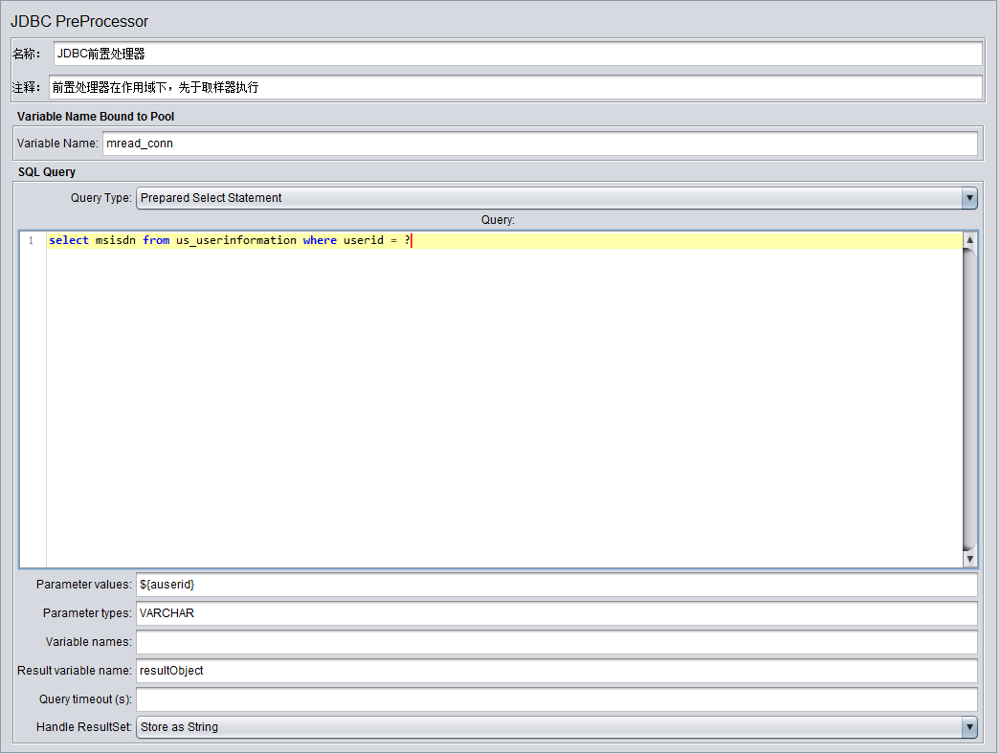 JDBC PreProcessor
名称： JDBC前置处理器
注释： 前置处理器在作用域下，先于取样器执行
Variable Name Bound to Pool
Variable Name: mread_conn
SQL Query
Query Type: Prepared Select Statement
Query:
1 select msisdn from us_userinformation where userid = ?
Parameter values: ${auserid}
Parameter types: VARCHAR
Variable names:
Result variable name: resultObject
Query timeout (s):
Handle ResultSet: Store as String